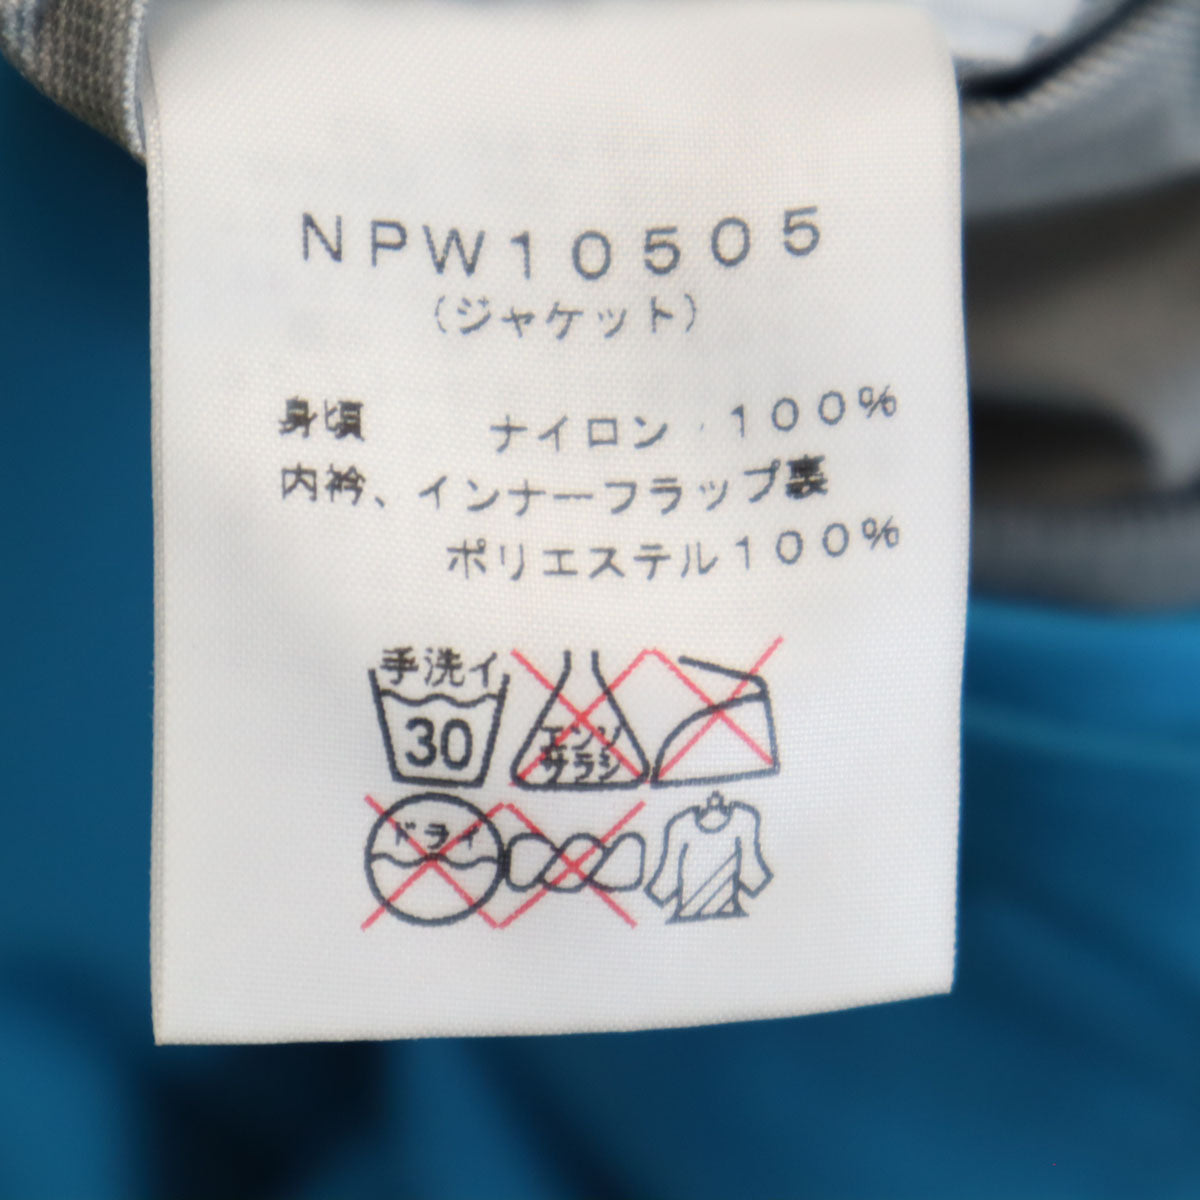 NPW10505
(ジャケット)
身頃 ナイロン 100%
内衿、インナーフラップ裏
ポリエステル100%
手洗イ
30
エンソ
サラシ
ドライ